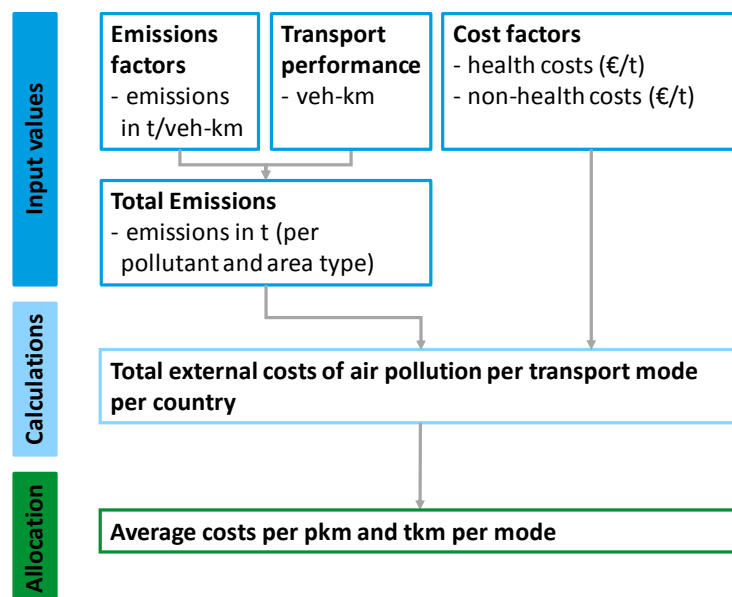 Input values
Emissions
factors
- emissions
in t/veh-km
Transport
performance
- veh-km
Cost factors
- health costs (€/t)
- non-health costs (€/t)
Total Emissions
- emissions in t (per
pollutant and area type)
Calculations
Total external costs of air pollution per transport mode
per country
Allocation
Average costs per pkm and tkm per mode